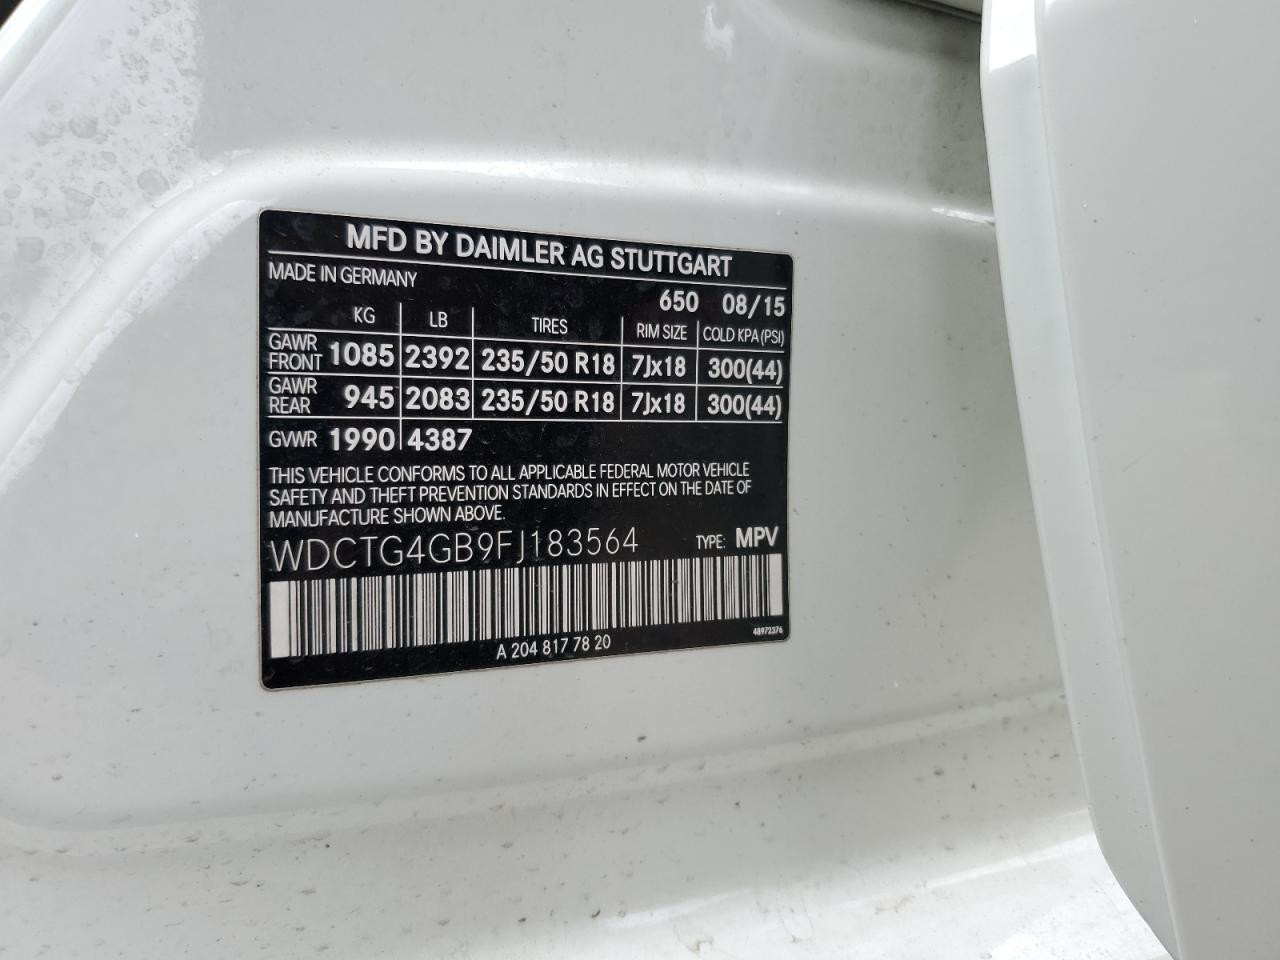 MFD BY DAIMLER AG STUTTGART
MADE IN GERMANY
650 08/15
KG LB TIRES RIM SIZE COLD KPA (PSI)
GAWR FRONT 1085 2392 235/50 R18 7Jx18 300(44)
GAWR REAR 945 2083 235/50 R18 7Jx18 300(44)
GVWR 1990 4387
THIS VEHICLE CONFORMS TO ALL APPLICABLE FEDERAL MOTOR VEHICLE
SAFETY AND THEFT PREVENTION STANDARDS IN EFFECT ON THE DATE OF
MANUFACTURE SHOWN ABOVE.
WDCTG4GB9FJ183564 TYPE: MPV
48972376
A 204 817 78 20